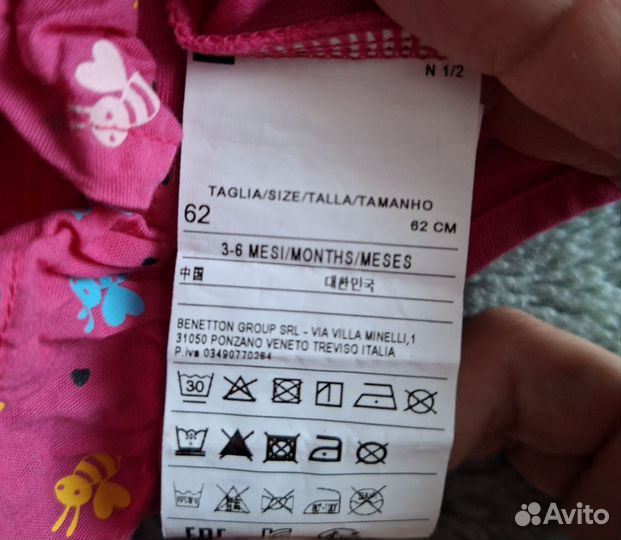 N 1/2
TAGLIA/SIZE/TALLA/TAMANHO
62 62 CM
3-6 MESI/MONTHS/MESES
中国 대한민국
BENETTON GROUP SRL - VIA VILLA MINELLI,1
31050 PONZANO VENETO TREVISO ITALIA
P.iva 03490770264
30
EAC
Avito